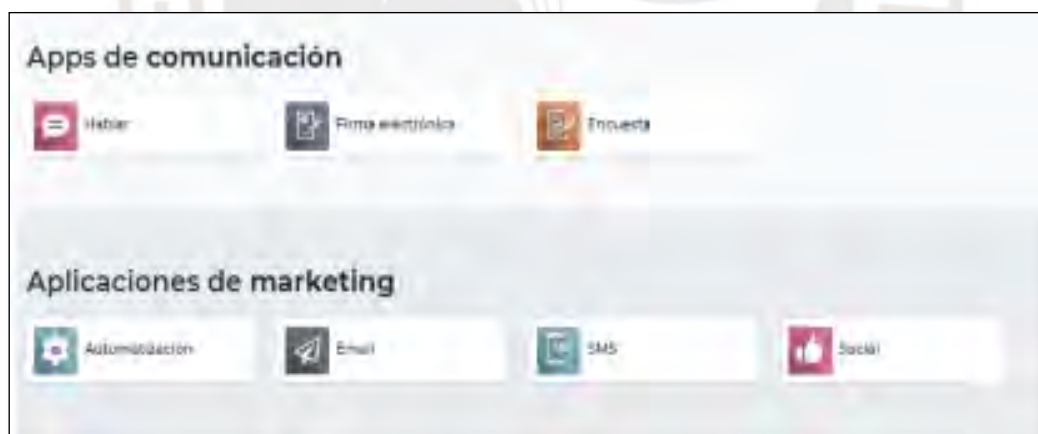 Apps de comunicación
Hablar Firma electrónica Encuesta
Aplicaciones de marketing
Automatización Email SMS Social